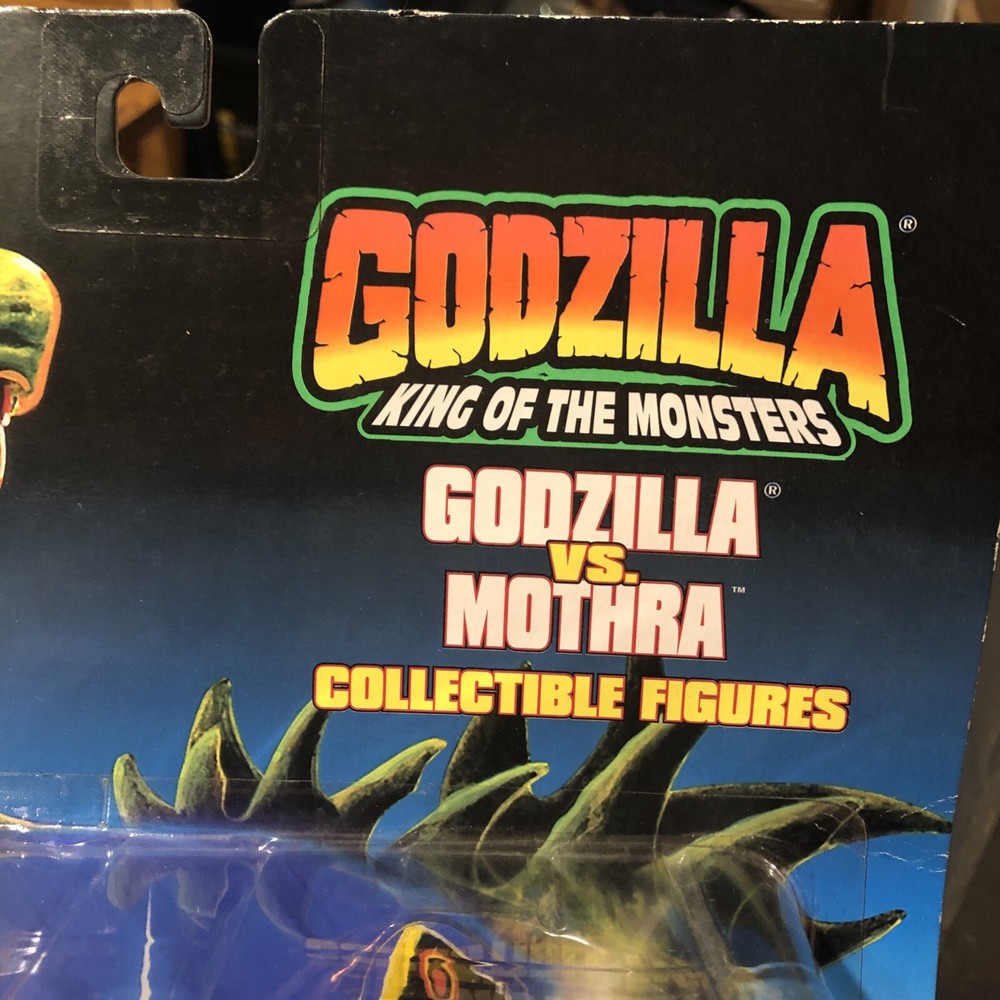 GODZILLA®
KING OF THE MONSTERS
GODZILLA®
VS.
MOTHRA™
COLLECTIBLE FIGURES